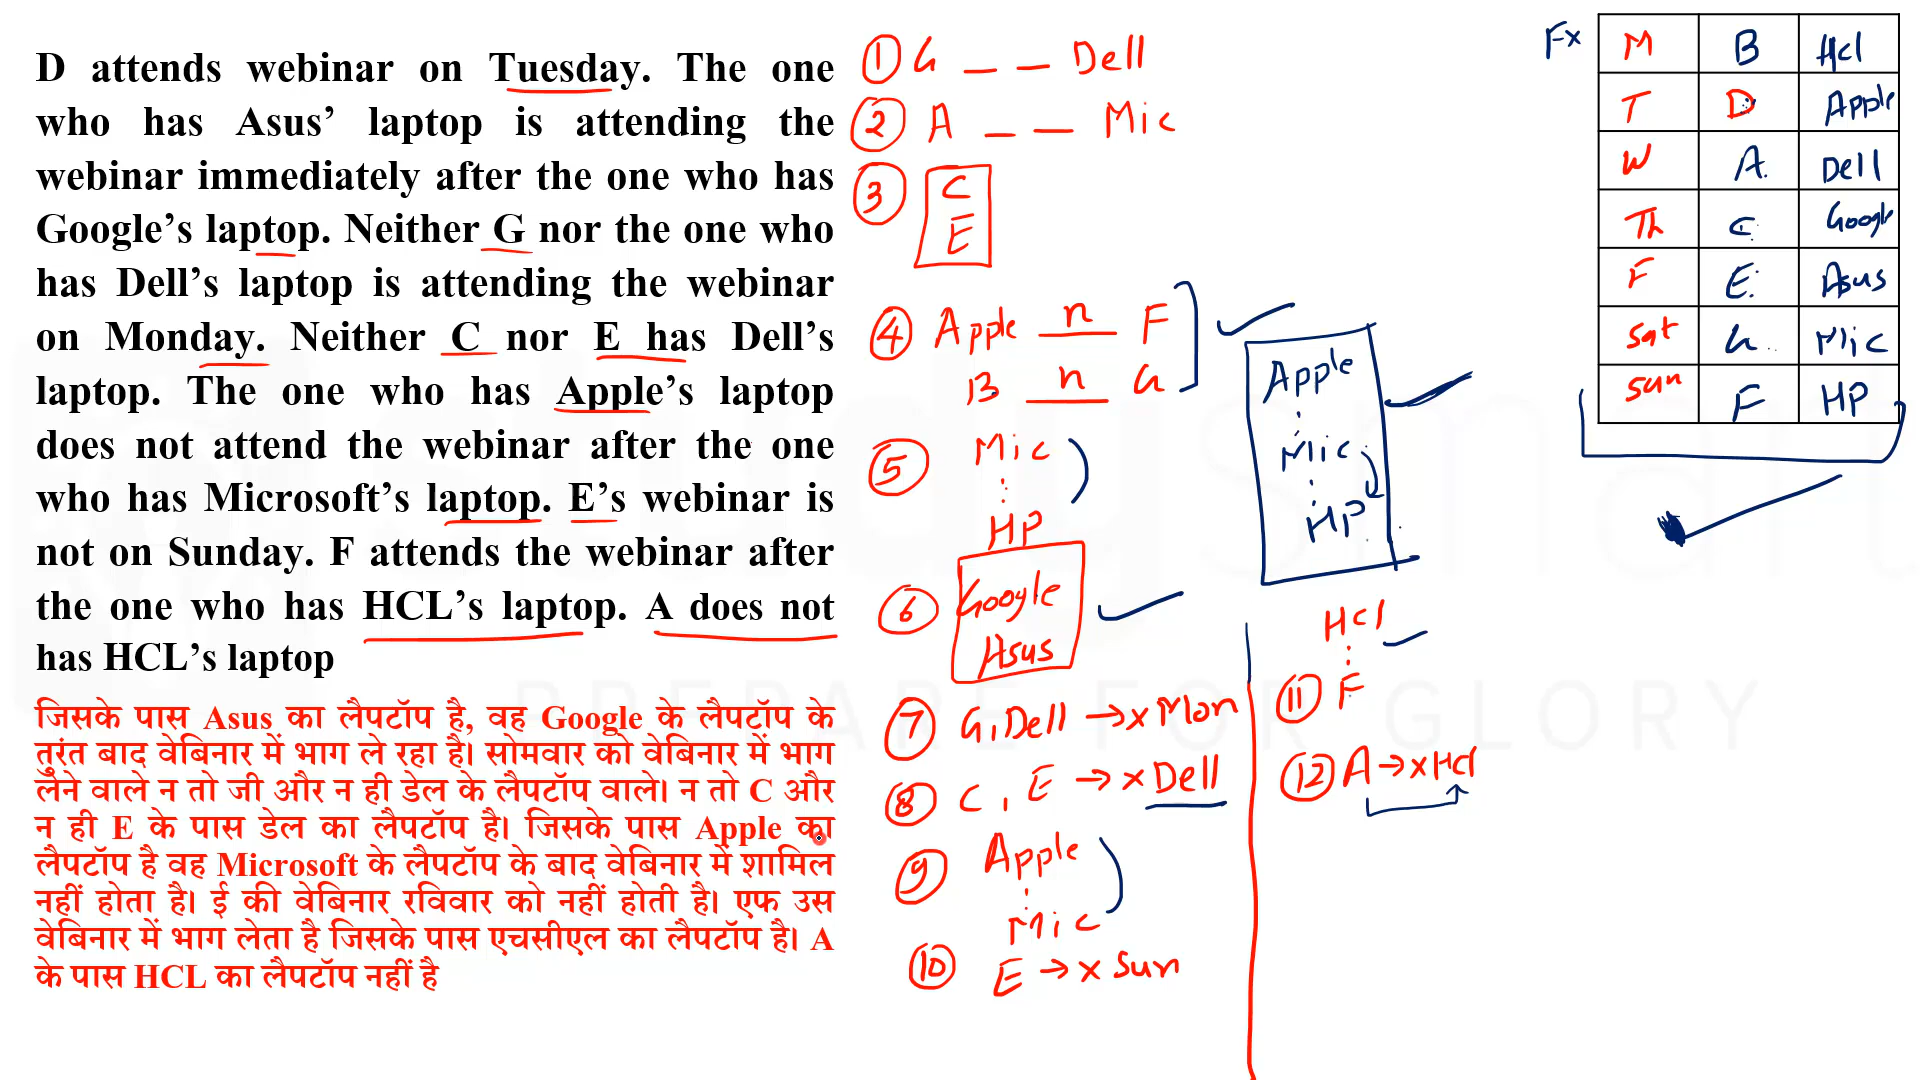 D attends webinar on Tuesday. The one
who has Asus’ laptop is attending the
webinar immediately after the one who has
Google’s laptop. Neither G nor the one who
has Dell’s laptop is attending the webinar
on Monday. Neither C nor E has Dell’s
laptop. The one who has Apple’s laptop
does not attend the webinar after the one
who has Microsoft’s laptop. E’s webinar is
not on Sunday. F attends the webinar after
the one who has HCL’s laptop. A does not
has HCL’s laptop
जिसके पास Asus का लैपटॉप है, वह Google के लैपटॉप के
तुरंत बाद वेबिनार में भाग ले रहा है। सोमवार को वेबिनार में भाग
लेने वाले न तो जी और न ही डेल के लैपटॉप वाले। न तो C और
न ही E के पास डेल का लैपटॉप है। जिसके पास Apple का
लैपटॉप है वह Microsoft के लैपटॉप के बाद वेबिनार में शामिल
नहीं होता है। ई की वेबिनार रविवार को नहीं होती है। एफ उस
वेबिनार में भाग लेता है जिसके पास एचसीएल का लैपटॉप है। A
के पास HCL का लैपटॉप नहीं है
① G _ _ Dell
② A _ _ Mic
③ C
E
④ Apple n F
B n G
⑤ Mic
HP
⑥ Google
Asus
⑦ G, Dell → x Mon
⑧ C, E → x Dell
⑨ Apple
Mic
⑩ E → x Sun
Apple
Mic
HP
Hcl
⑪ F
⑫ A → x Hcl
Fx M B Hcl
T D Apple
W A Dell
Th C Google
F E Asus
Sat G Mic
Sun F HP
PREPARE FOR GLORY